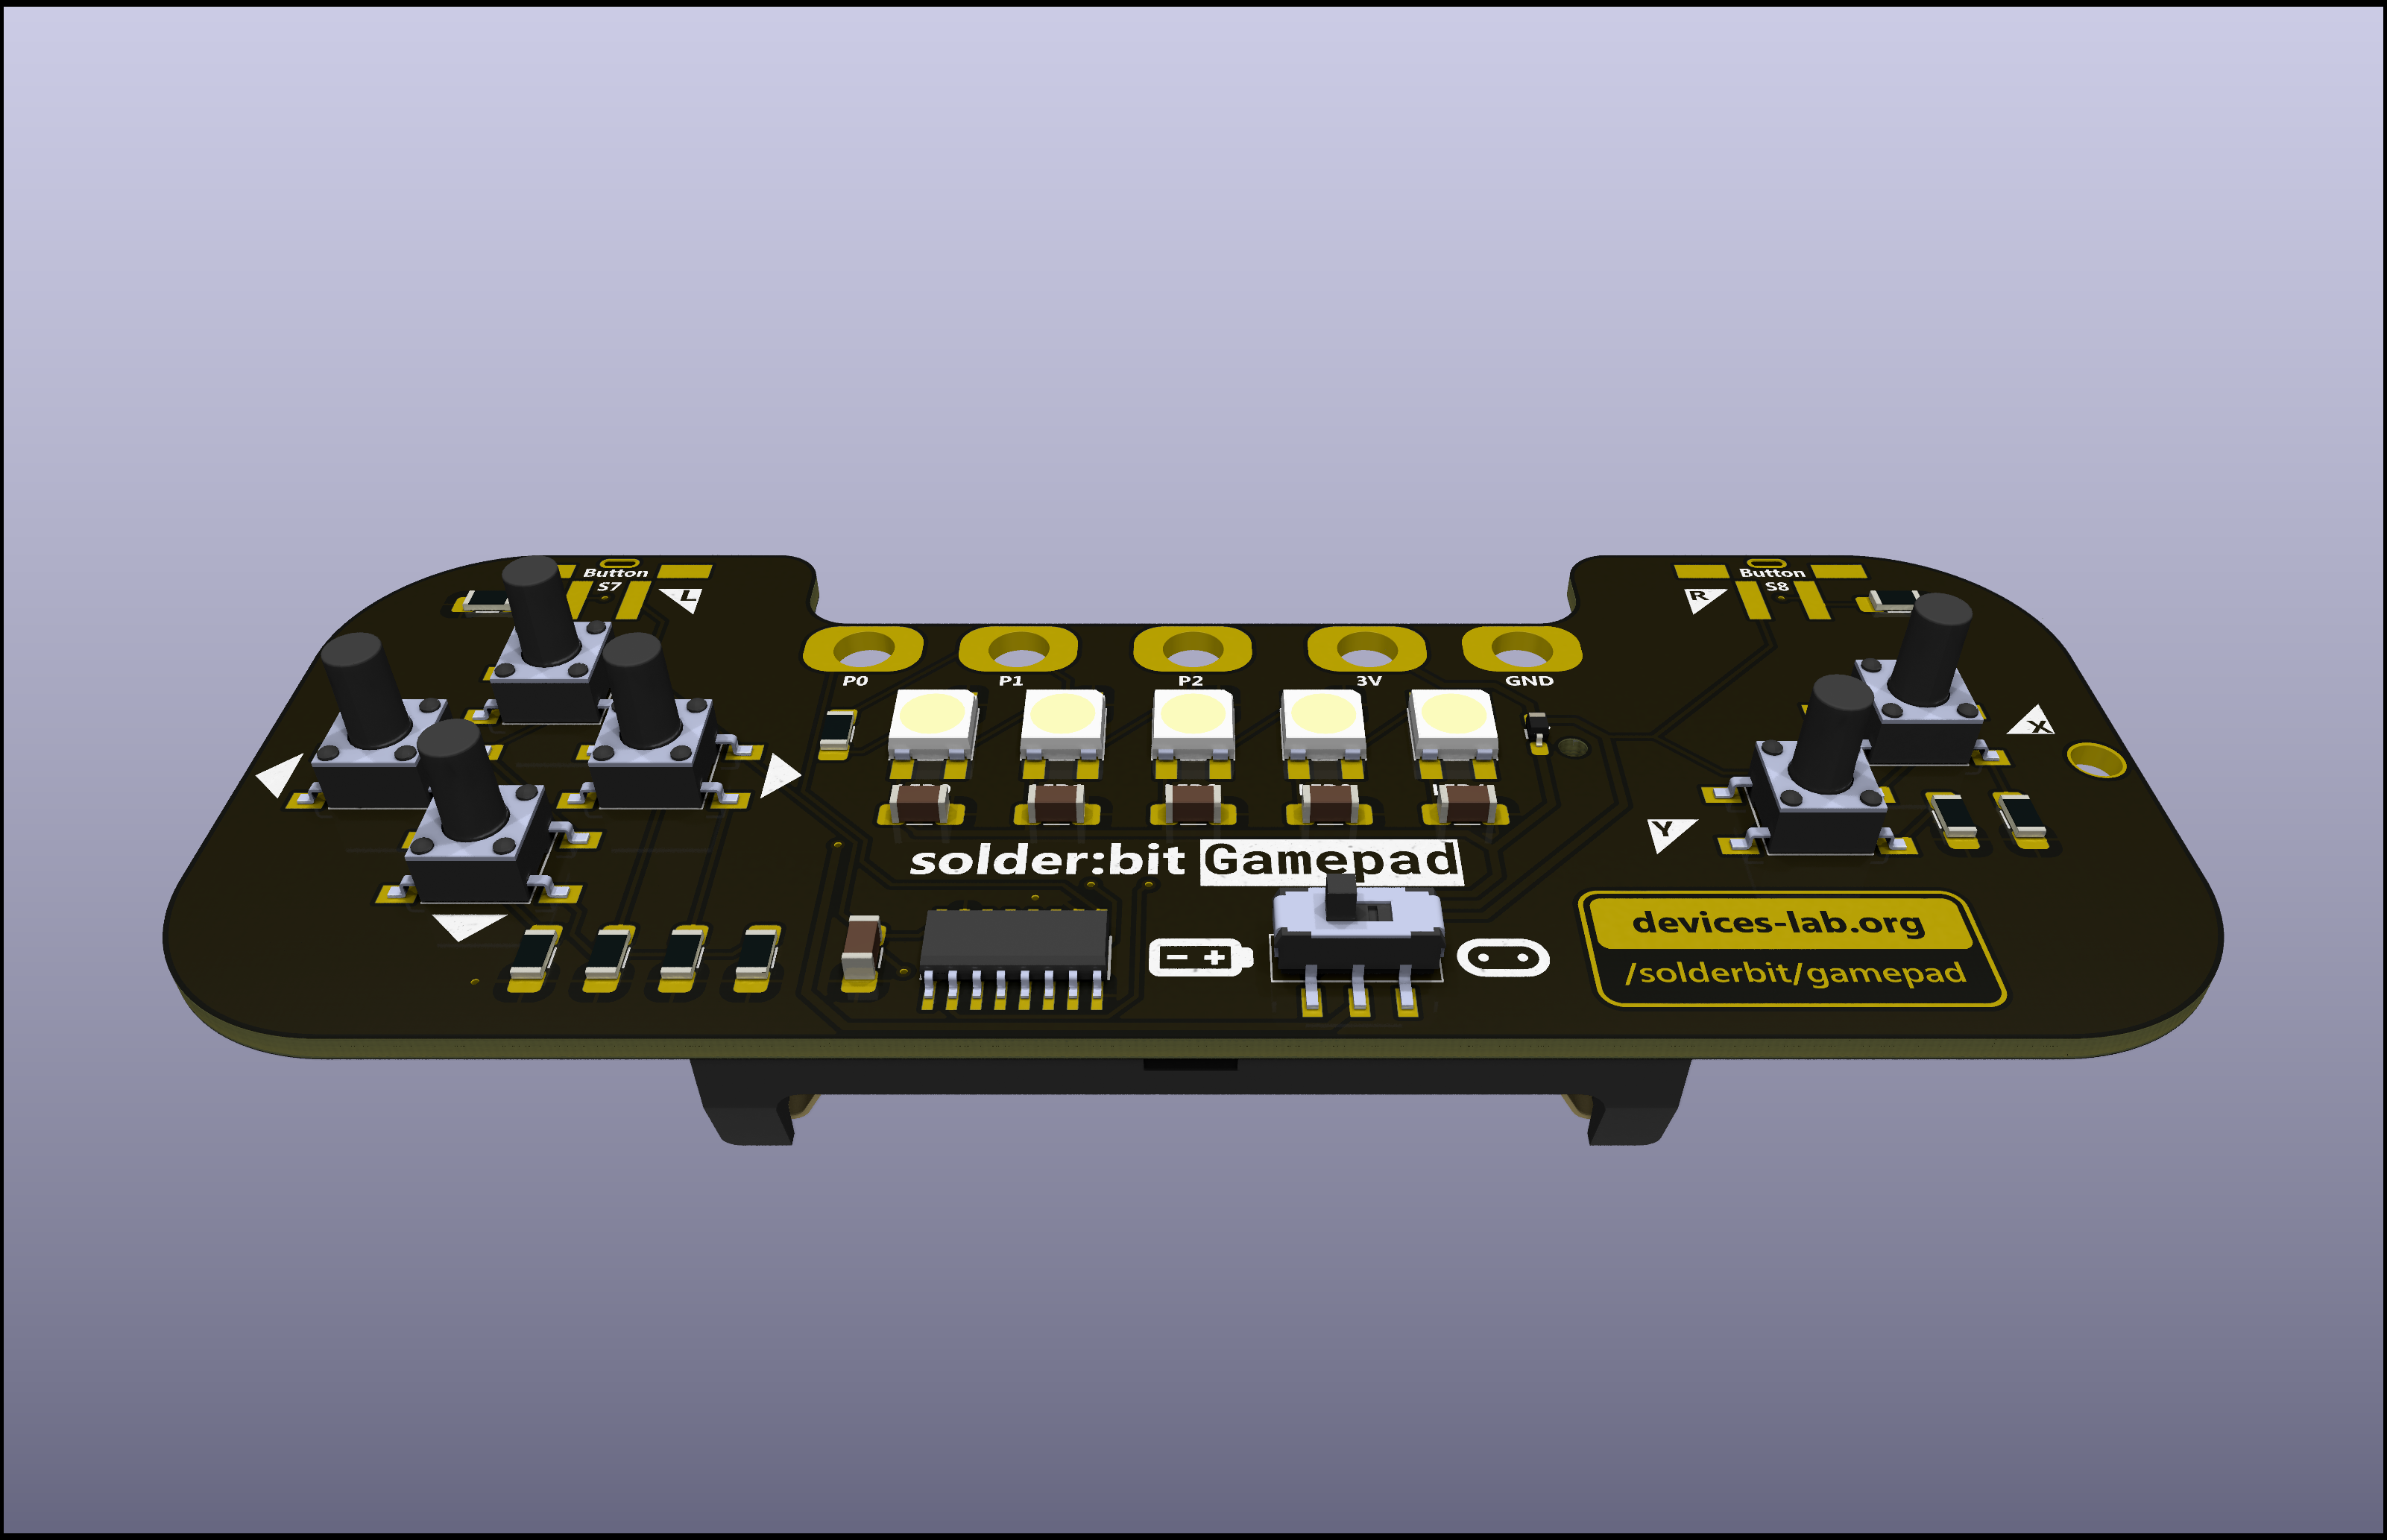 Button
S7
L
Button
S8
R
P0
P1
P2
3V
GND
X
Y
solder:bit Gamepad
- +
devices-lab.org
/solderbit/gamepad